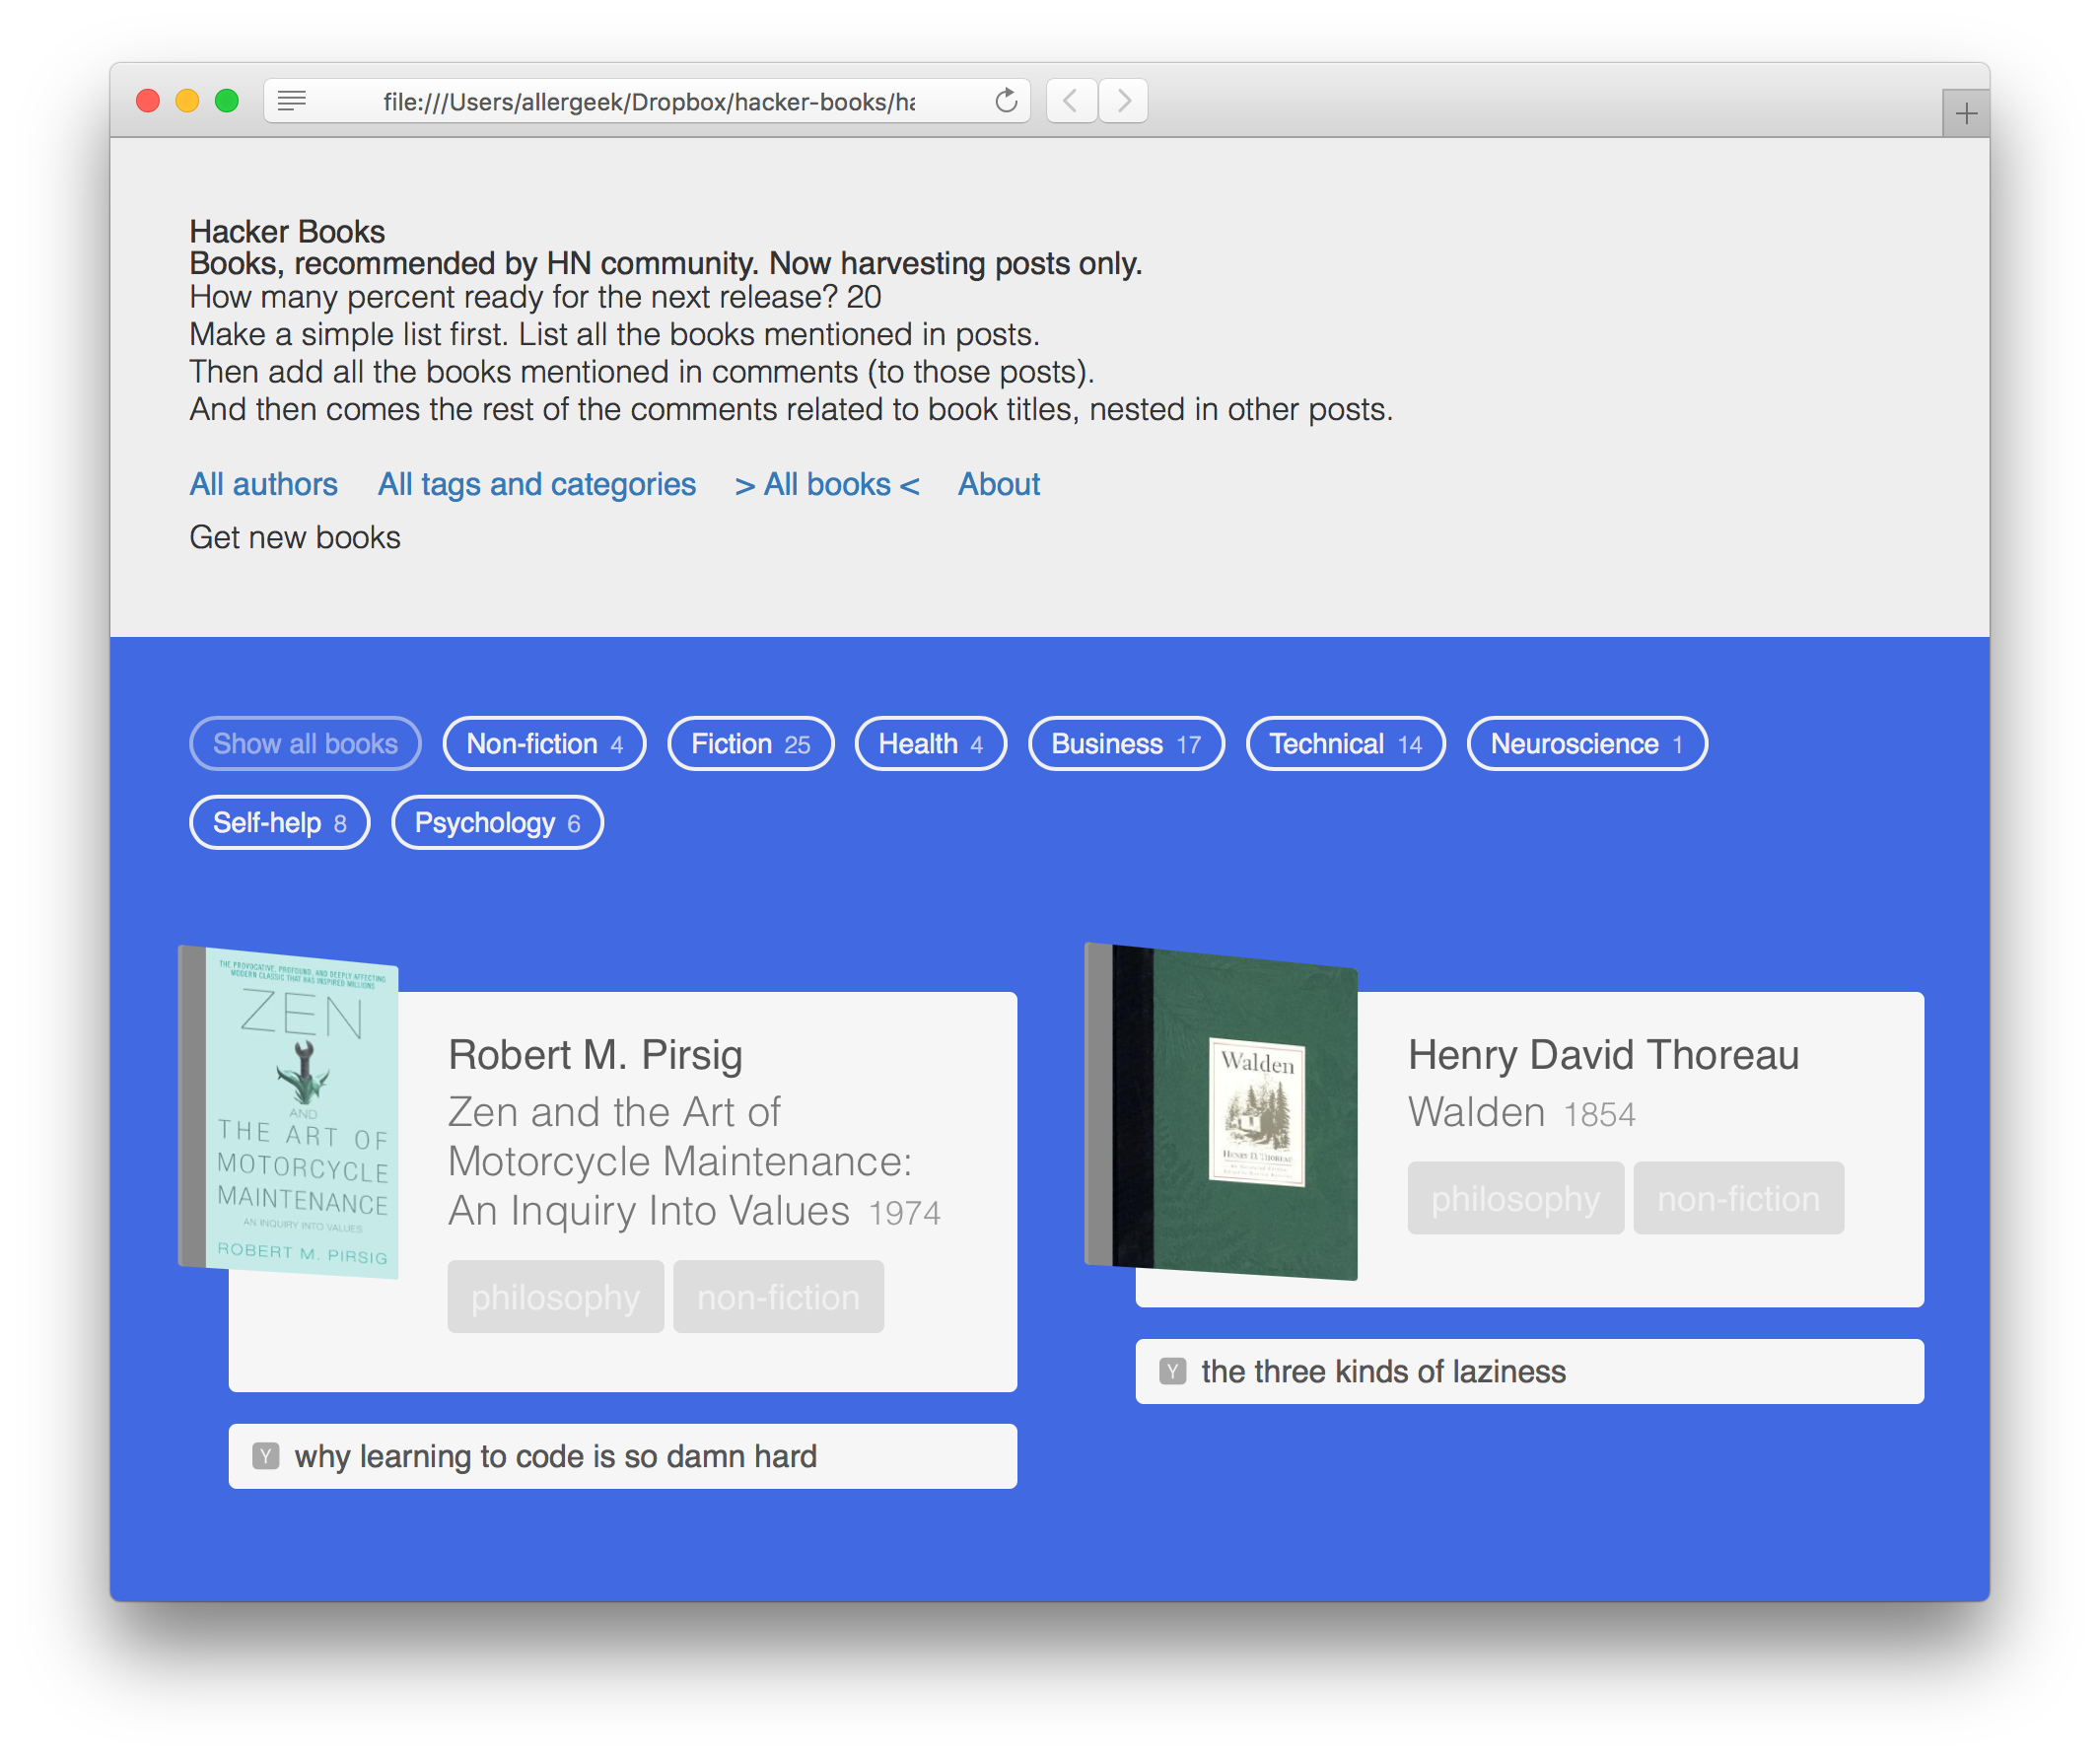 file:///Users/allergeek/Dropbox/hacker-books/ha
Hacker Books
Books, recommended by HN community. Now harvesting posts only.
How many percent ready for the next release? 20
Make a simple list first. List all the books mentioned in posts.
Then add all the books mentioned in comments (to those posts).
And then comes the rest of the comments related to book titles, nested in other posts.
All authors All tags and categories > All books < About
Get new books
Show all books Non-fiction 4 Fiction 25 Health 4 Business 17 Technical 14 Neuroscience 1
Self-help 8 Psychology 6
THE PROVOCATIVE, PROFOUND, AND DEEPLY AFFECTING
MODERN CLASSIC THAT HAS INSPIRED MILLIONS
ZEN
AND
THE ART OF
MOTORCYCLE
MAINTENANCE
AN INQUIRY INTO VALUES
ROBERT M. PIRSIG
Robert M. Pirsig
Zen and the Art of
Motorcycle Maintenance:
An Inquiry Into Values 1974
philosophy non-fiction
Y why learning to code is so damn hard
Walden
HENRY D. THOREAU
Henry David Thoreau
Walden 1854
philosophy non-fiction
Y the three kinds of laziness